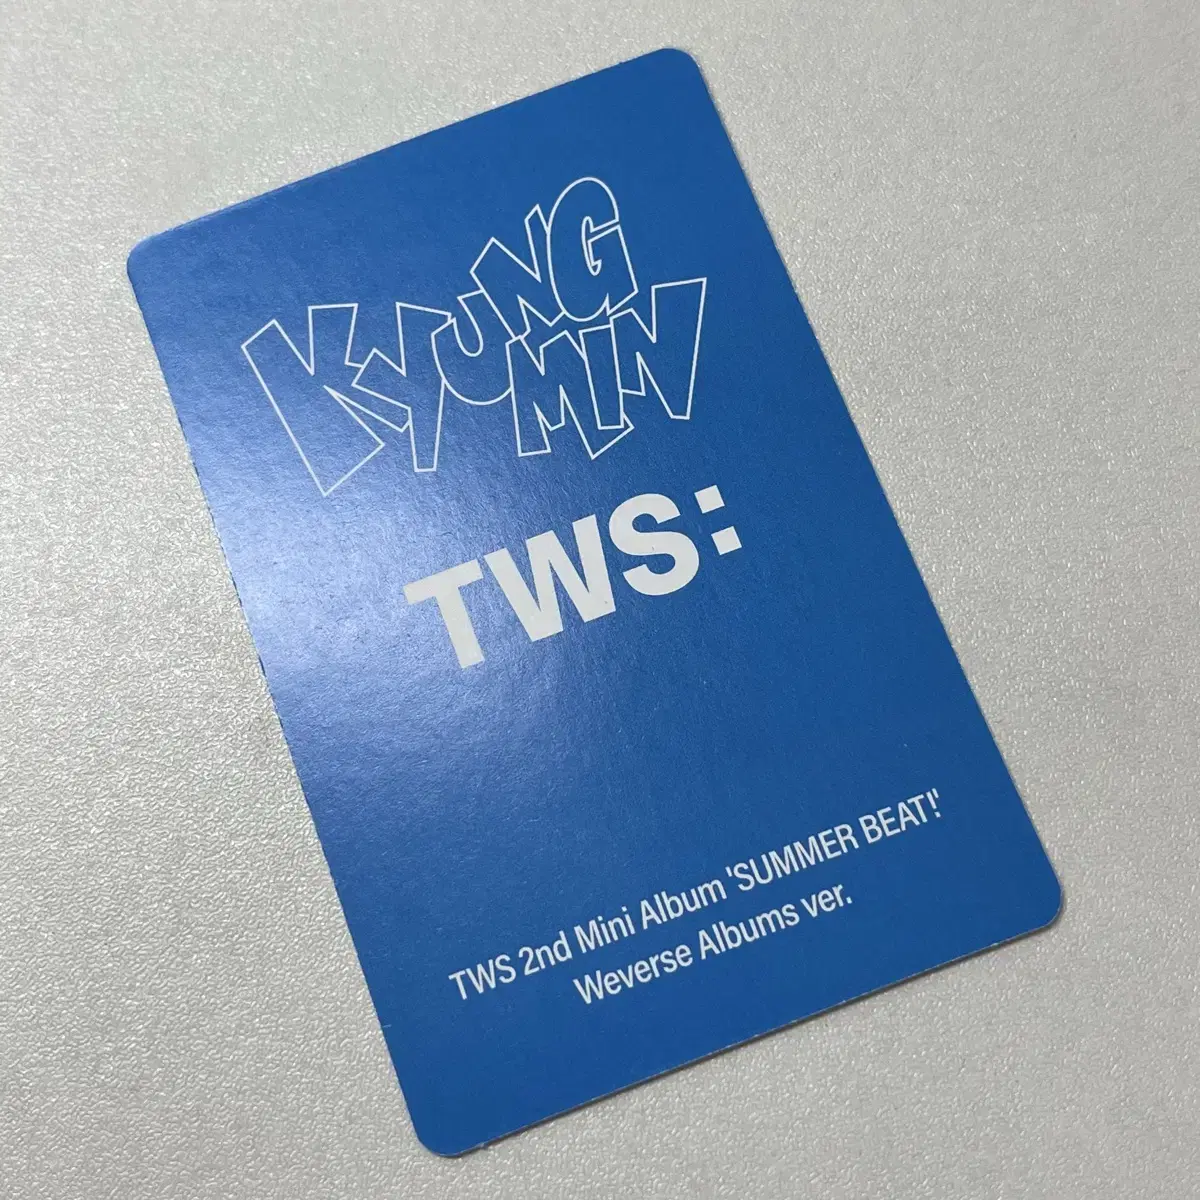 KYUNG
MIN
TWS:
TWS 2nd Mini Album 'SUMMER BEAT!'
Weverse Albums ver.